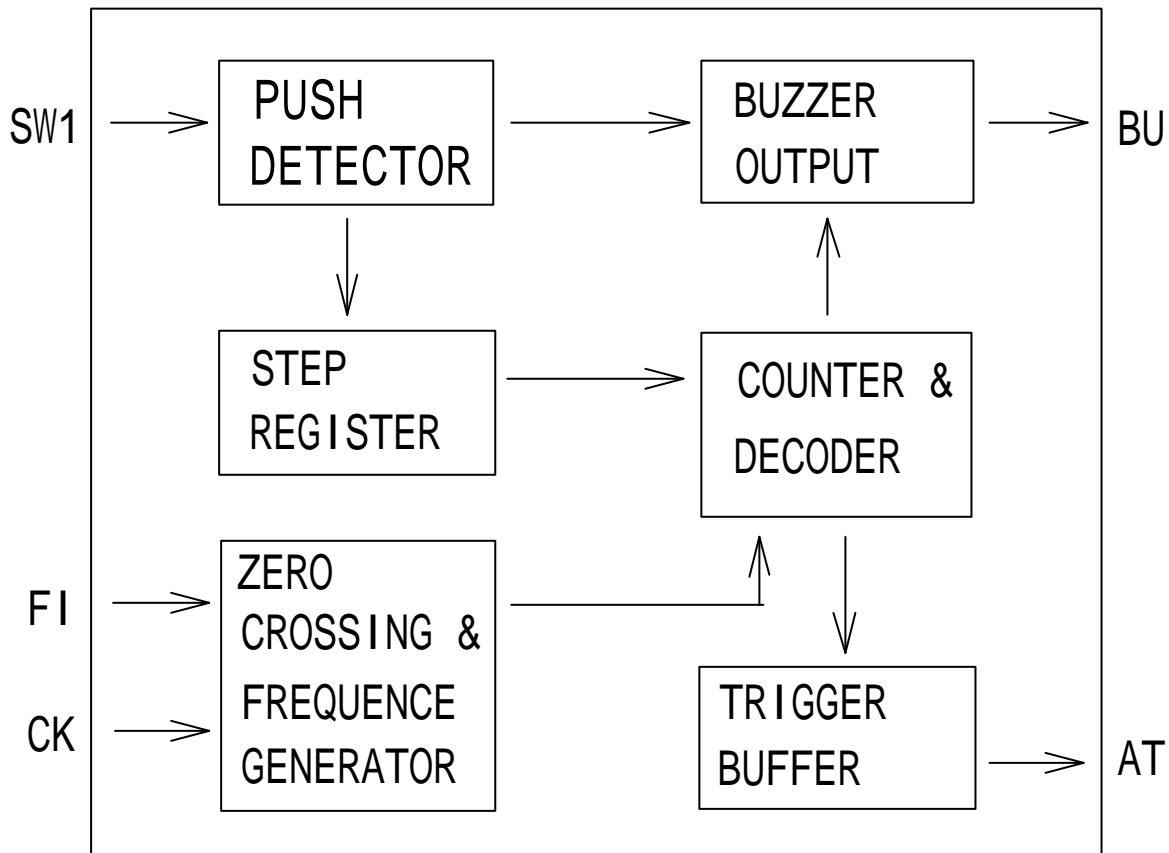 SW1
PUSH
DETECTOR
BUZZER
OUTPUT
BU
STEP
REGISTER
COUNTER &
DECODER
FI
CK
ZERO
CROSSING &
FREQUENCE
GENERATOR
TRIGGER
BUFFER
AT